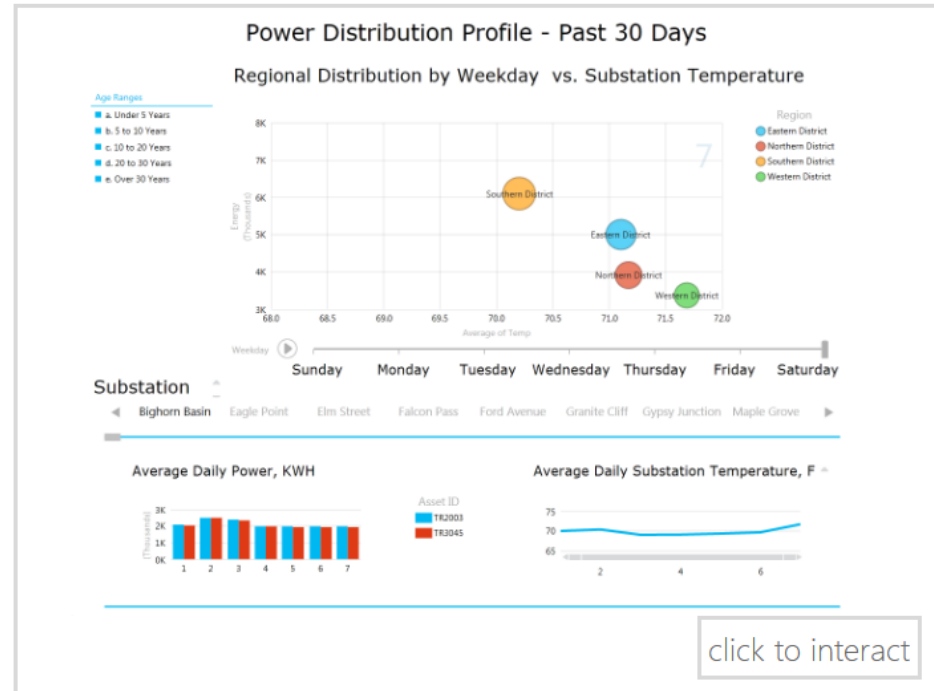 Power Distribution Profile - Past 30 Days
Regional Distribution by Weekday vs. Substation Temperature
Age Ranges
a. Under 5 Years
b. 5 to 10 Years
c. 10 to 20 Years
d. 20 to 30 Years
e. Over 30 Years
8K
7K
6K
5K
4K
3K
Energy
(Thousands)
7
Southern District
Eastern District
Northern District
Western District
68.0 68.5 69.0 69.5 70.0 70.5 71.0 71.5 72.0
Average of Temp
Region
Eastern District
Northern District
Southern District
Western District
Weekday
Sunday Monday Tuesday Wednesday Thursday Friday Saturday
Substation
Bighorn Basin Eagle Point Elm Street Falcon Pass Ford Avenue Granite Cliff Gypsy Junction Maple Grove
Average Daily Power, KWH
3K
2K
1K
0K
(Thousands)
1 2 3 4 5 6 7
Asset ID
TR2003
TR3045
Average Daily Substation Temperature, F
75
70
65
2 4 6
click to interact